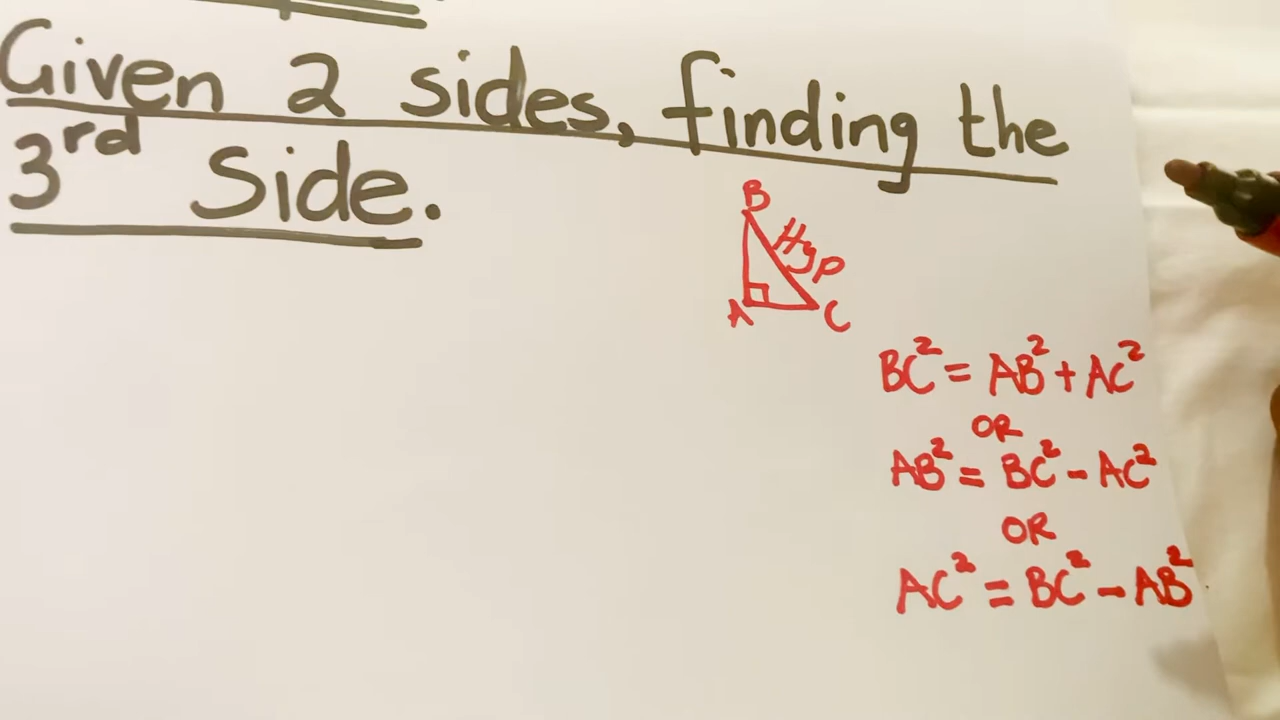 Given 2 sides, finding the
3rd Side.
B
Hyp
A
C
BC² = AB² + AC²
OR
AB² = BC² - AC²
OR
AC² = BC² - AB²